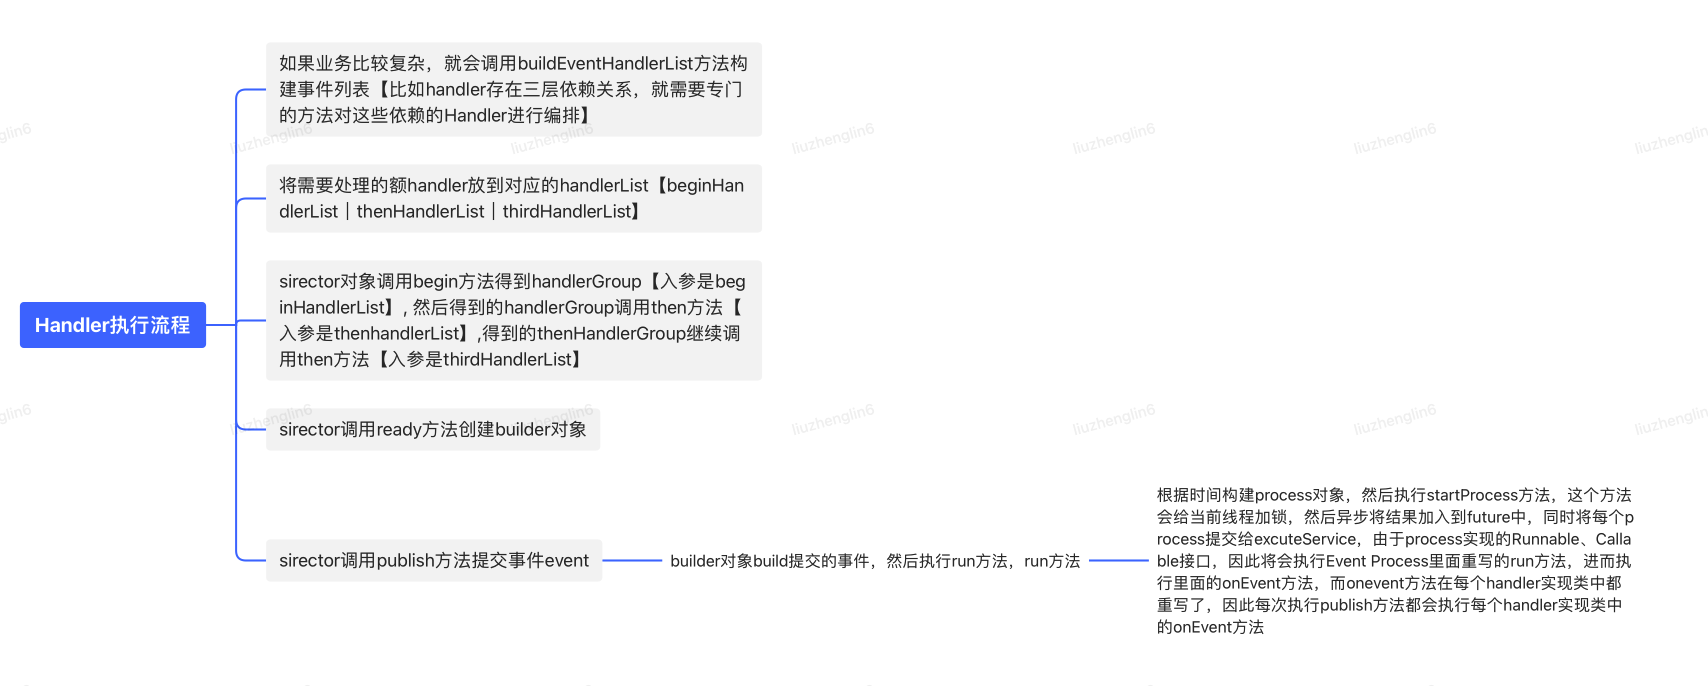 如果业务比较复杂，就会调用buildEventHandlerList方法构
建事件列表【比如handler存在三层依赖关系，就需要专门
的方法对这些依赖的Handler进行编排】
将需要处理的额handler放到对应的handlerList【beginHan
dlerList｜thenHandlerList｜thirdHandlerList】
sirector对象调用begin方法得到handlerGroup【入参是beg
inHandlerList】, 然后得到的handlerGroup调用then方法【
入参是thenhandlerList】,得到的thenHandlerGroup继续调
用then方法【入参是thirdHandlerList】
Handler执行流程
sirector调用ready方法创建builder对象
sirector调用publish方法提交事件event
builder对象build提交的事件，然后执行run方法，run方法
根据时间构建process对象，然后执行startProcess方法，这个方法
会给当前线程加锁，然后异步将结果加入到future中，同时将每个p
rocess提交给excuteService，由于process实现的Runnable、Calla
ble接口，因此将会执行Event Process里面重写的run方法，进而执
行里面的onEvent方法，而onevent方法在每个handler实现类中都
重写了，因此每次执行publish方法都会执行每个handler实现类中
的onEvent方法
glin6
liuzhenglin6
liuzhenglin6
liuzhenglin6
liuzhenglin6
liuzhenglin6
liuzhenglin
glin6
liuzhenglin6
liuzhenglin6
liuzhenglin6
liuzhenglin6
liuzhenglin6
liuzhenglin